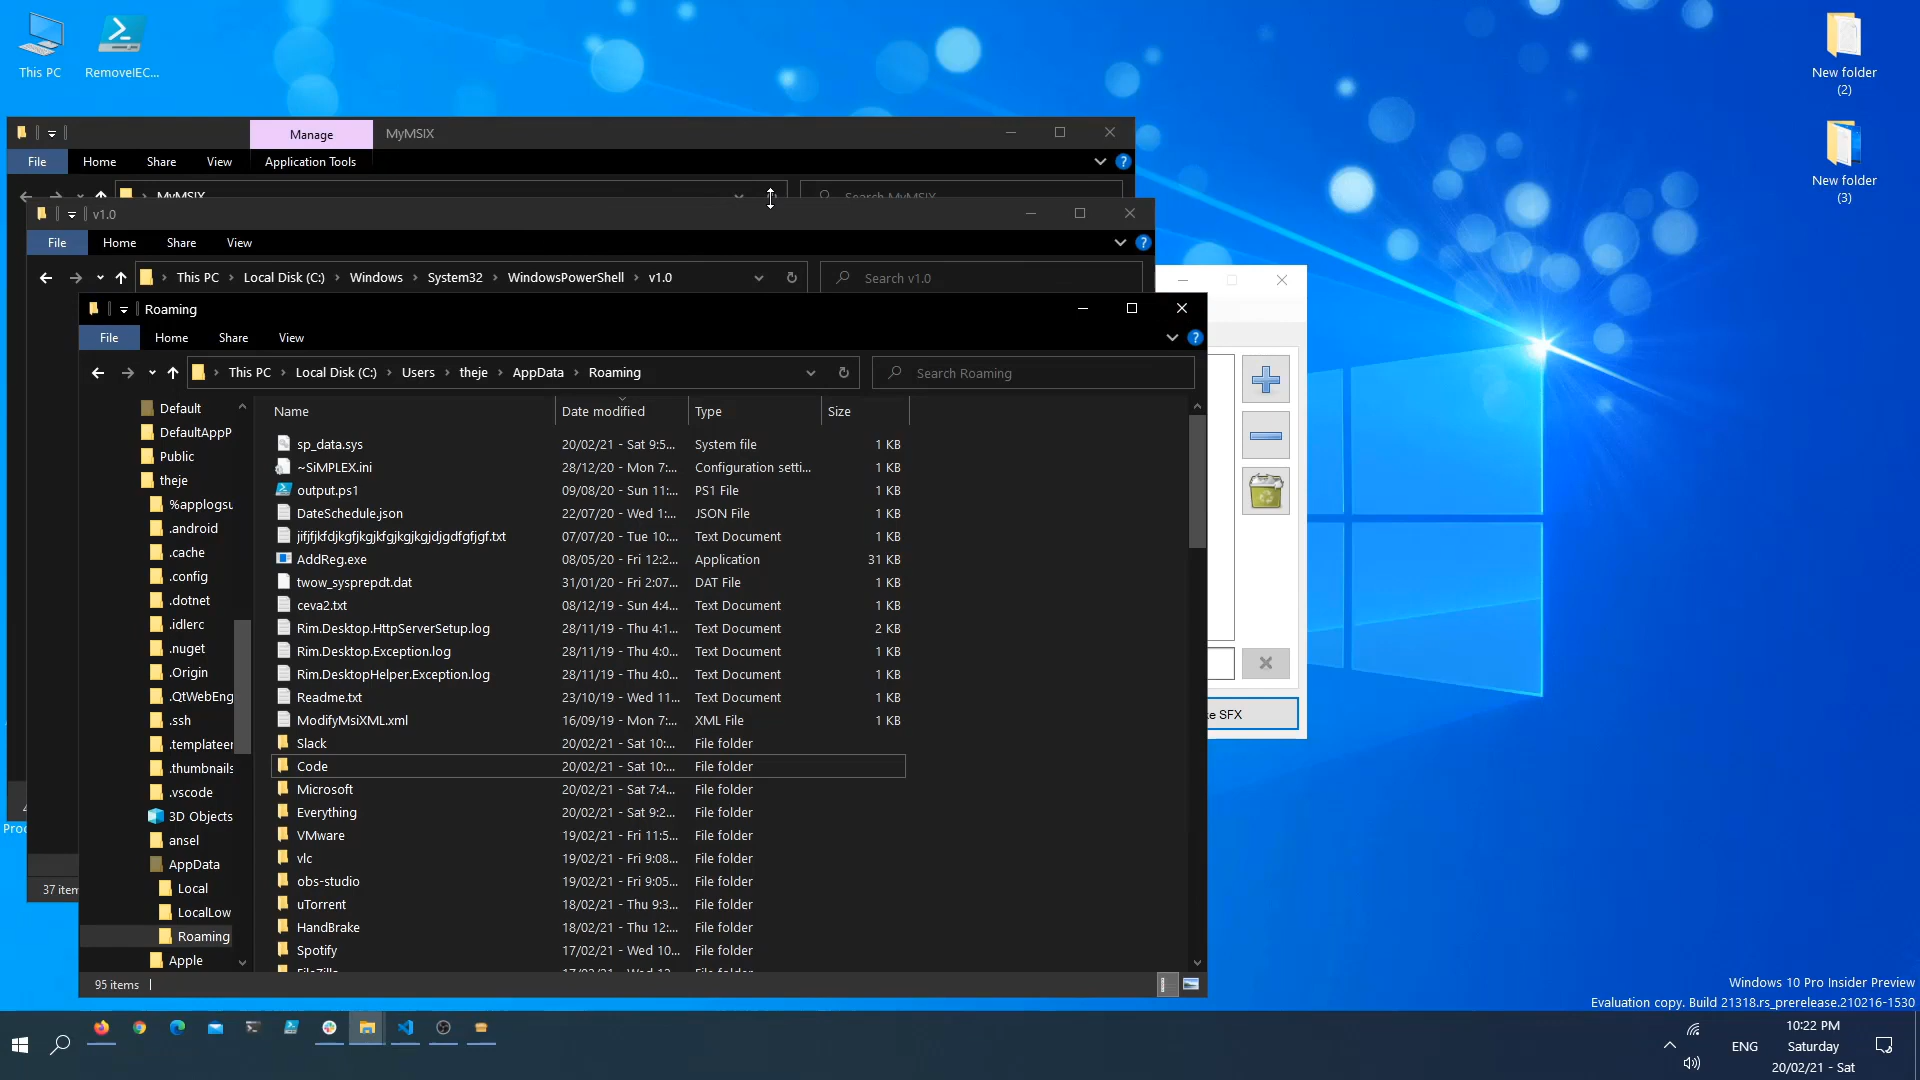 This PC
RemoveIEC...
New folder
(2)
New folder
(3)
Manage
MyMSIX
File
Home
Share
View
Application Tools
MyMSIX
Search MyMSIX
v1.0
File
Home
Share
View
This PC
Local Disk (C:)
Windows
System32
WindowsPowerShell
v1.0
Search v1.0
Roaming
File
Home
Share
View
This PC
Local Disk (C:)
Users
theje
AppData
Roaming
Search Roaming
Default
DefaultAppP
Public
theje
%applogsu
.android
.cache
.config
.dotnet
.idlerc
.nuget
.Origin
.QtWebEng
.ssh
.templateen
.thumbnails
.vscode
3D Objects
ansel
AppData
Local
LocalLow
Roaming
Apple
Name Date modified Type Size
sp_data.sys 20/02/21 - Sat 9:5... System file 1 KB
~SiMPLEX.ini 28/12/20 - Mon 7:... Configuration setti... 1 KB
output.ps1 09/08/20 - Sun 11:... PS1 File 1 KB
DateSchedule.json 22/07/20 - Wed 1:... JSON File 1 KB
jifjfjkfdjkgfjkgjkfgjkgjkgjdjgdfgfjgf.txt 07/07/20 - Tue 10:... Text Document 1 KB
AddReg.exe 08/05/20 - Fri 12:2... Application 31 KB
twow_sysprepdt.dat 31/01/20 - Fri 2:07... DAT File 1 KB
ceva2.txt 08/12/19 - Sun 4:4... Text Document 1 KB
Rim.Desktop.HttpServerSetup.log 28/11/19 - Thu 4:1... Text Document 2 KB
Rim.Desktop.Exception.log 28/11/19 - Thu 4:0... Text Document 1 KB
Rim.DesktopHelper.Exception.log 28/11/19 - Thu 4:0... Text Document 1 KB
Readme.txt 23/10/19 - Wed 11... Text Document 1 KB
ModifyMsiXML.xml 16/09/19 - Mon 7:... XML File 1 KB
Slack 20/02/21 - Sat 10:... File folder
Code 20/02/21 - Sat 10:... File folder
Microsoft 20/02/21 - Sat 7:4... File folder
Everything 20/02/21 - Sat 9:2... File folder
VMware 19/02/21 - Fri 11:5... File folder
vlc 19/02/21 - Fri 9:08... File folder
obs-studio 19/02/21 - Fri 9:05... File folder
uTorrent 18/02/21 - Thu 9:3... File folder
HandBrake 18/02/21 - Thu 12:... File folder
Spotify 17/02/21 - Wed 10... File folder
95 items
37 item
Proc
e SFX
Windows 10 Pro Insider Preview
Evaluation copy. Build 21318.rs_prerelease.210216-1530
ENG
10:22 PM
Saturday
20/02/21 - Sat